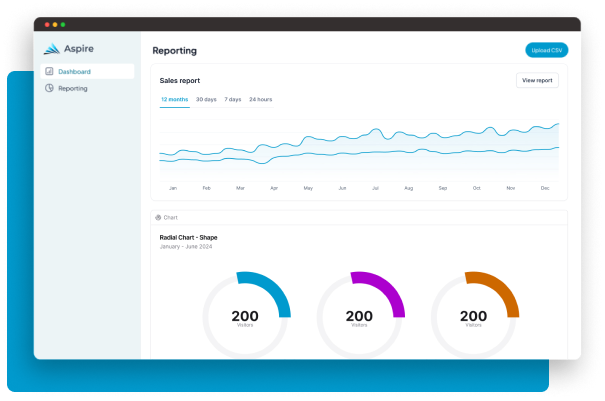 Aspire
Dashboard
Reporting
Reporting
Upload CSV
Sales report
View report
12 months 30 days 7 days 24 hours
Jan Feb Mar Apr May Jun Jul Aug Sep Oct Nov Dec
Chart
Radial Chart - Shape
January - June 2024
200 200 200
Visitors Visitors Visitors